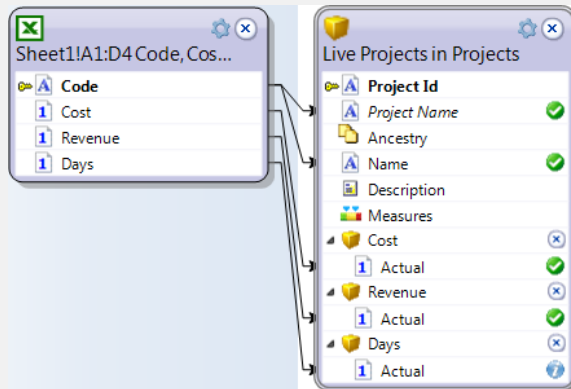 Sheet1!A1:D4 Code, Cos...
Code
Cost
Revenue
Days
Live Projects in Projects
Project Id
Project Name
Ancestry
Name
Description
Measures
Cost
Actual
Revenue
Actual
Days
Actual